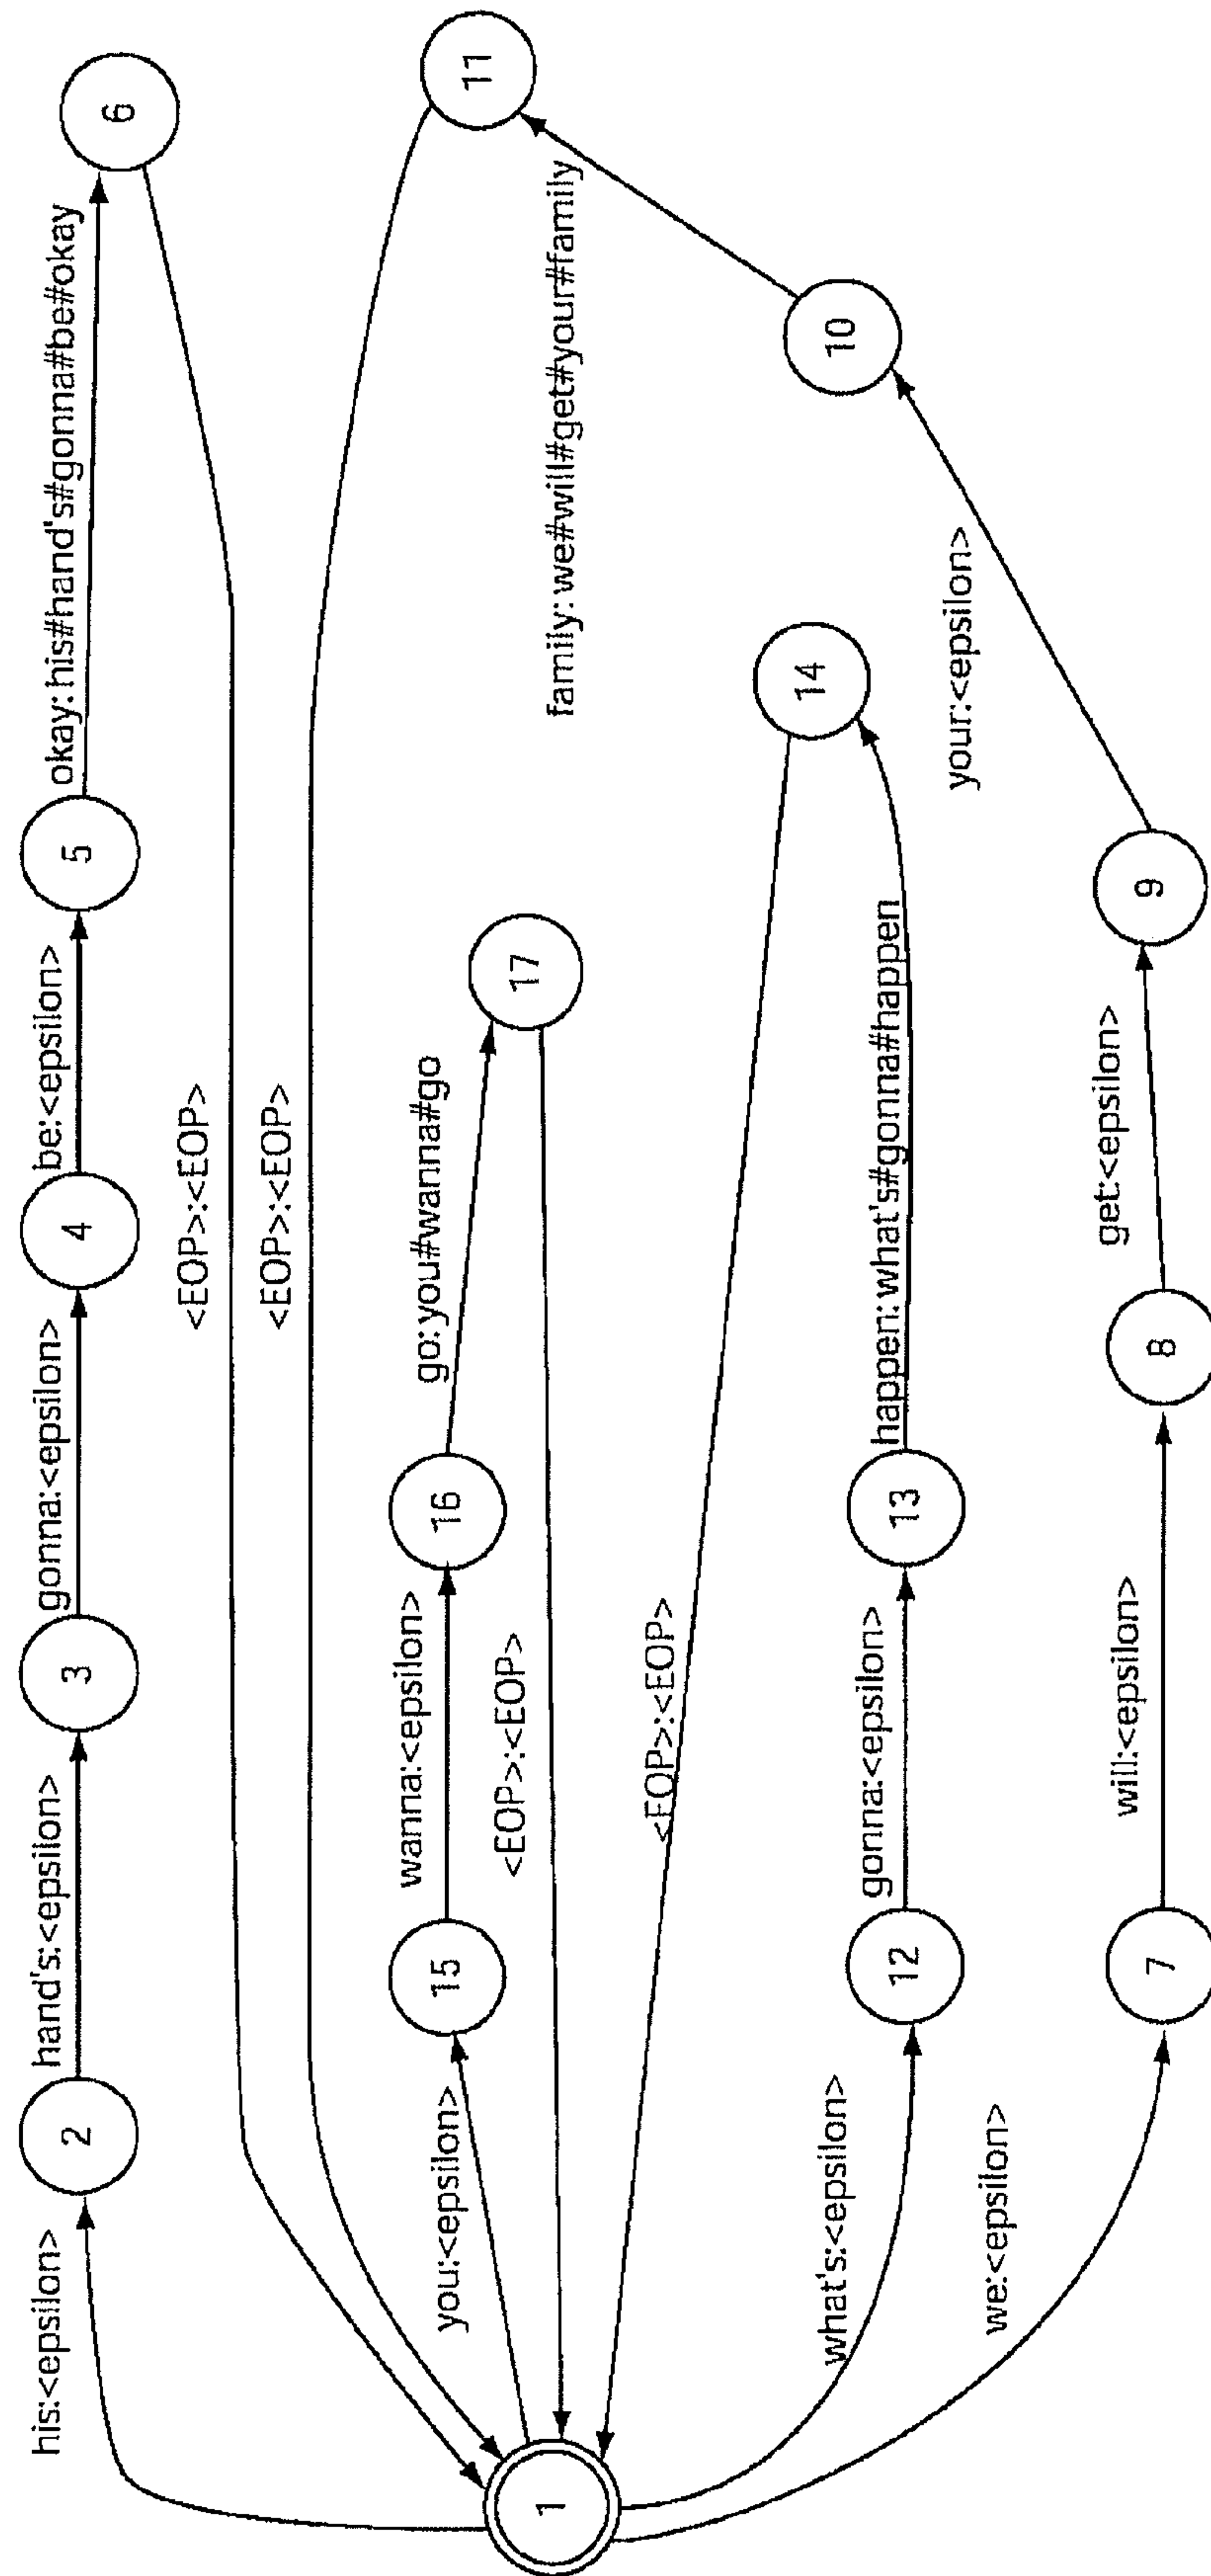 his:<epsilon>
2
hand's:<epsilon>
3
gonna:<epsilon>
4
be:<epsilon>
5
okay:his#hand's#gonna#be#okay
6
<EOP>:<EOP>
<EOP>:<EOP>
11
1
you:<epsilon>
15
wanna:<epsilon>
16
go:you#wanna#go
17
<EOP>:<EOP>
family:we#will#get#your#family
<EOP>:<EOP>
14
what's:<epsilon>
12
gonna:<epsilon>
13
happen:what's#gonna#happen
10
we:<epsilon>
7
will:<epsilon>
8
get:<epsilon>
9
your:<epsilon>